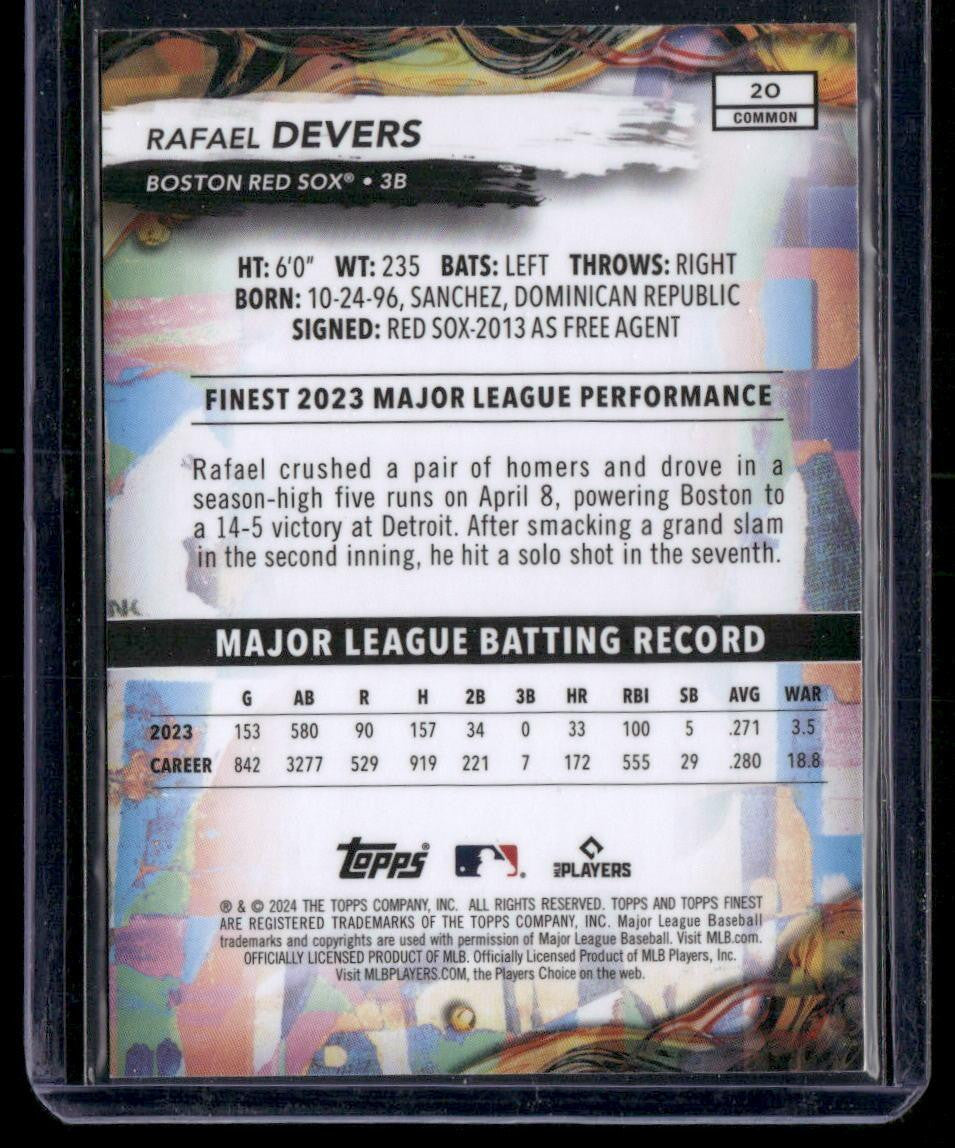 20
COMMON
RAFAEL DEVERS
BOSTON RED SOX® • 3B
HT: 6'0" WT: 235 BATS: LEFT THROWS: RIGHT
BORN: 10-24-96, SANCHEZ, DOMINICAN REPUBLIC
SIGNED: RED SOX-2013 AS FREE AGENT
FINEST 2023 MAJOR LEAGUE PERFORMANCE
Rafael crushed a pair of homers and drove in a
season-high five runs on April 8, powering Boston to
a 14-5 victory at Detroit. After smacking a grand slam
in the second inning, he hit a solo shot in the seventh.
NK
MAJOR LEAGUE BATTING RECORD
G AB R H 2B 3B HR RBI SB AVG WAR
2023 153 580 90 157 34 0 33 100 5 .271 3.5
CAREER 842 3277 529 919 221 7 172 555 29 .280 18.8
Topps® MLB PLAYERS
® & © 2024 THE TOPPS COMPANY, INC. ALL RIGHTS RESERVED. TOPPS AND TOPPS FINEST
ARE REGISTERED TRADEMARKS OF THE TOPPS COMPANY, INC. Major League Baseball
trademarks and copyrights are used with permission of Major League Baseball. Visit MLB.com.
OFFICIALLY LICENSED PRODUCT OF MLB. Officially Licensed Product of MLB Players, Inc.
Visit MLBPLAYERS.COM, the Players Choice on the web.